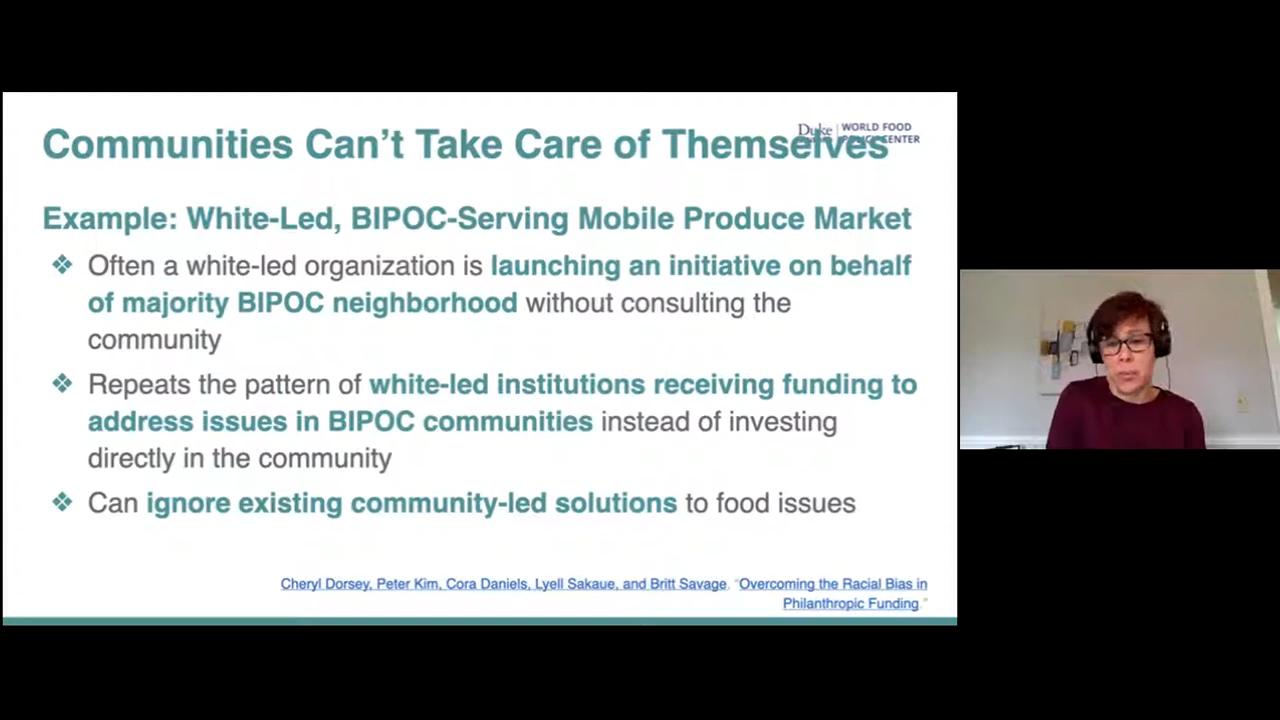 Communities Can't Take Care of Themselves
Duke WORLD FOOD
CENTER
Example: White-Led, BIPOC-Serving Mobile Produce Market
❖ Often a white-led organization is launching an initiative on behalf
of majority BIPOC neighborhood without consulting the
community
❖ Repeats the pattern of white-led institutions receiving funding to
address issues in BIPOC communities instead of investing
directly in the community
❖ Can ignore existing community-led solutions to food issues
Cheryl Dorsey, Peter Kim, Cora Daniels, Lyell Sakaue, and Britt Savage, "Overcoming the Racial Bias in
Philanthropic Funding."